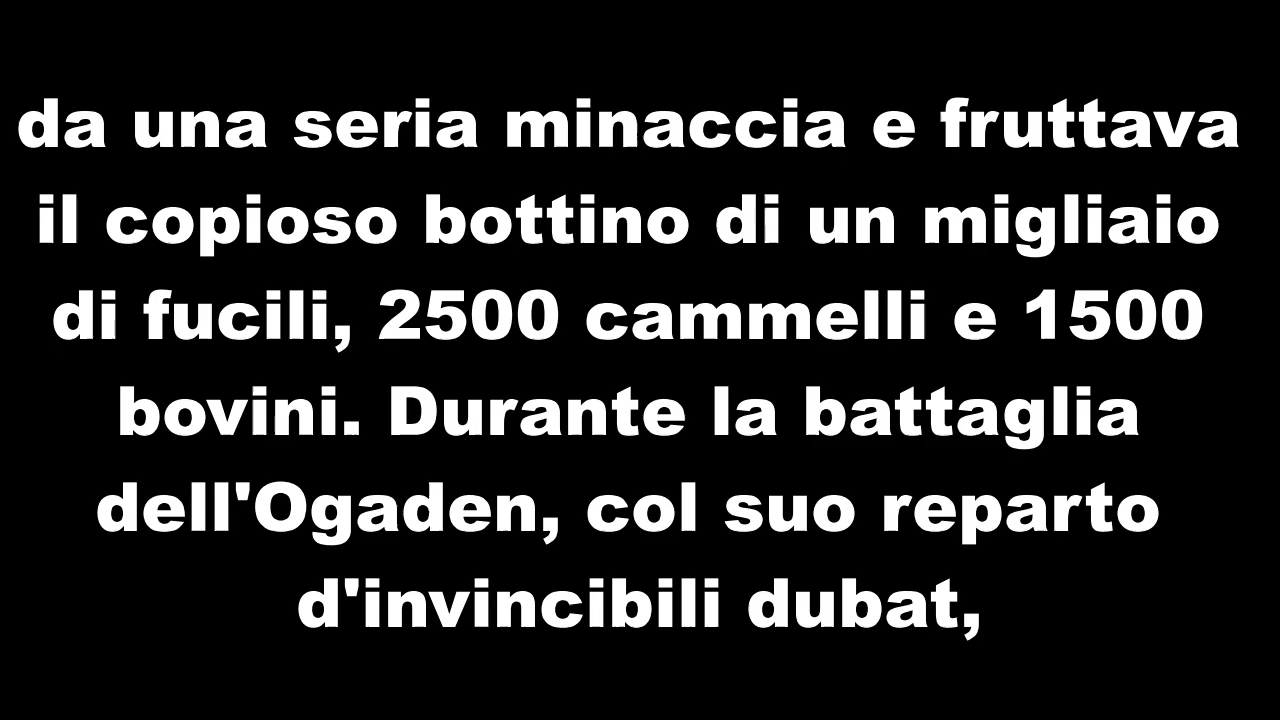 da una seria minaccia e fruttava
il copioso bottino di un migliaio
di fucili, 2500 cammelli e 1500
bovini. Durante la battaglia
dell'Ogaden, col suo reparto
d'invincibili dubat,